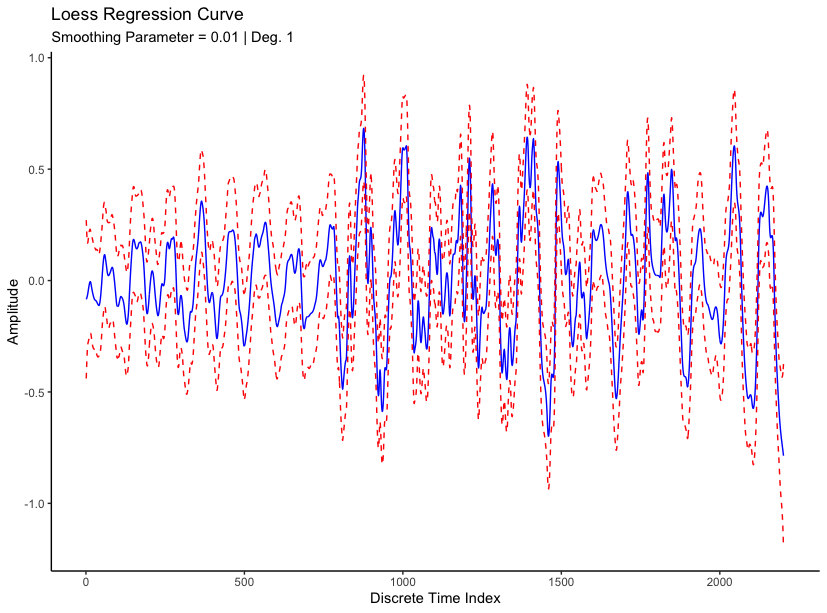 Loess Regression Curve
Smoothing Parameter = 0.01 | Deg. 1
1.0
0.5
0.0
-0.5
-1.0
Amplitude
0 500 1000 1500 2000
Discrete Time Index